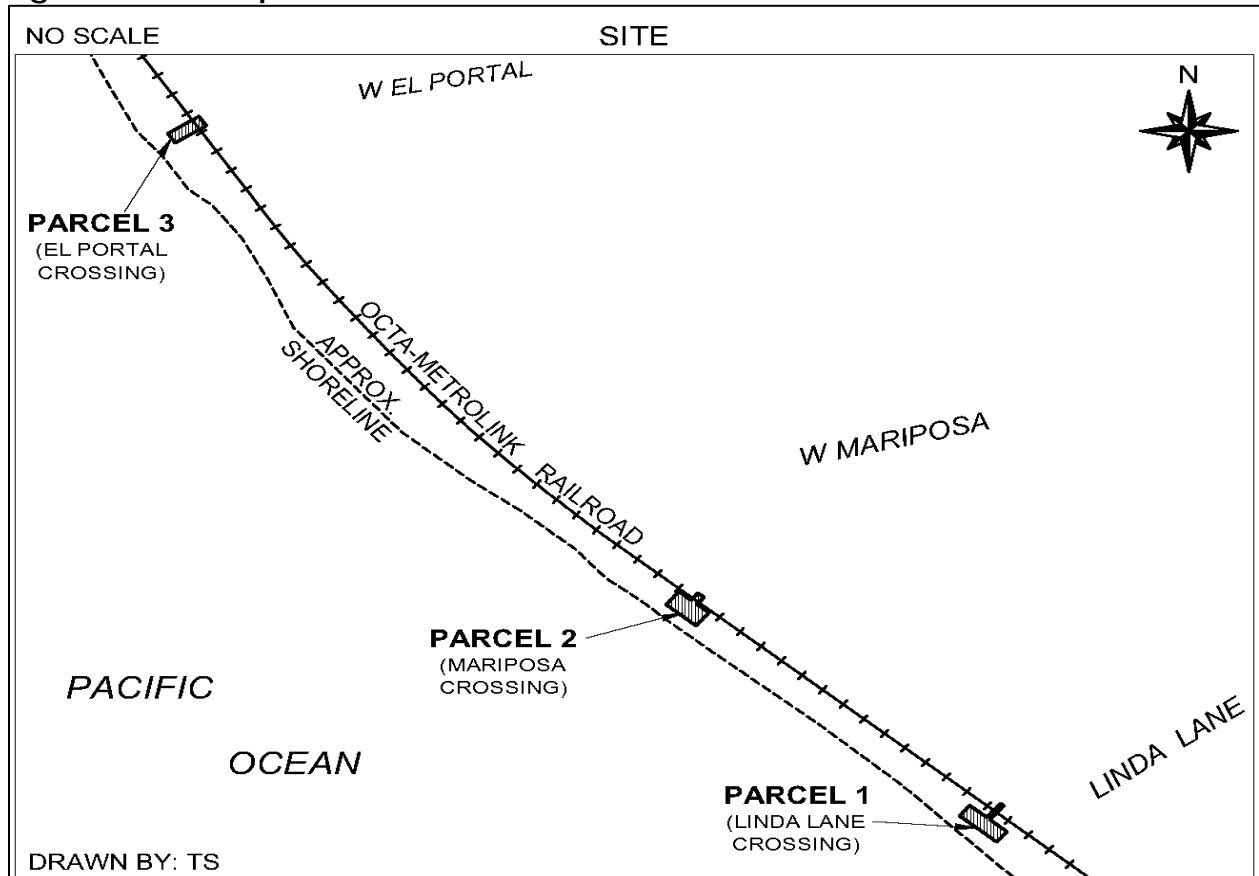 NO SCALE
SITE
W EL PORTAL
N
PARCEL 3
(EL PORTAL
CROSSING)
OCTA-METROLINK RAILROAD
APPROX.
SHORELINE
W MARIPOSA
PARCEL 2
(MARIPOSA
CROSSING)
PACIFIC
OCEAN
LINDA LANE
PARCEL 1
(LINDA LANE
CROSSING)
DRAWN BY: TS